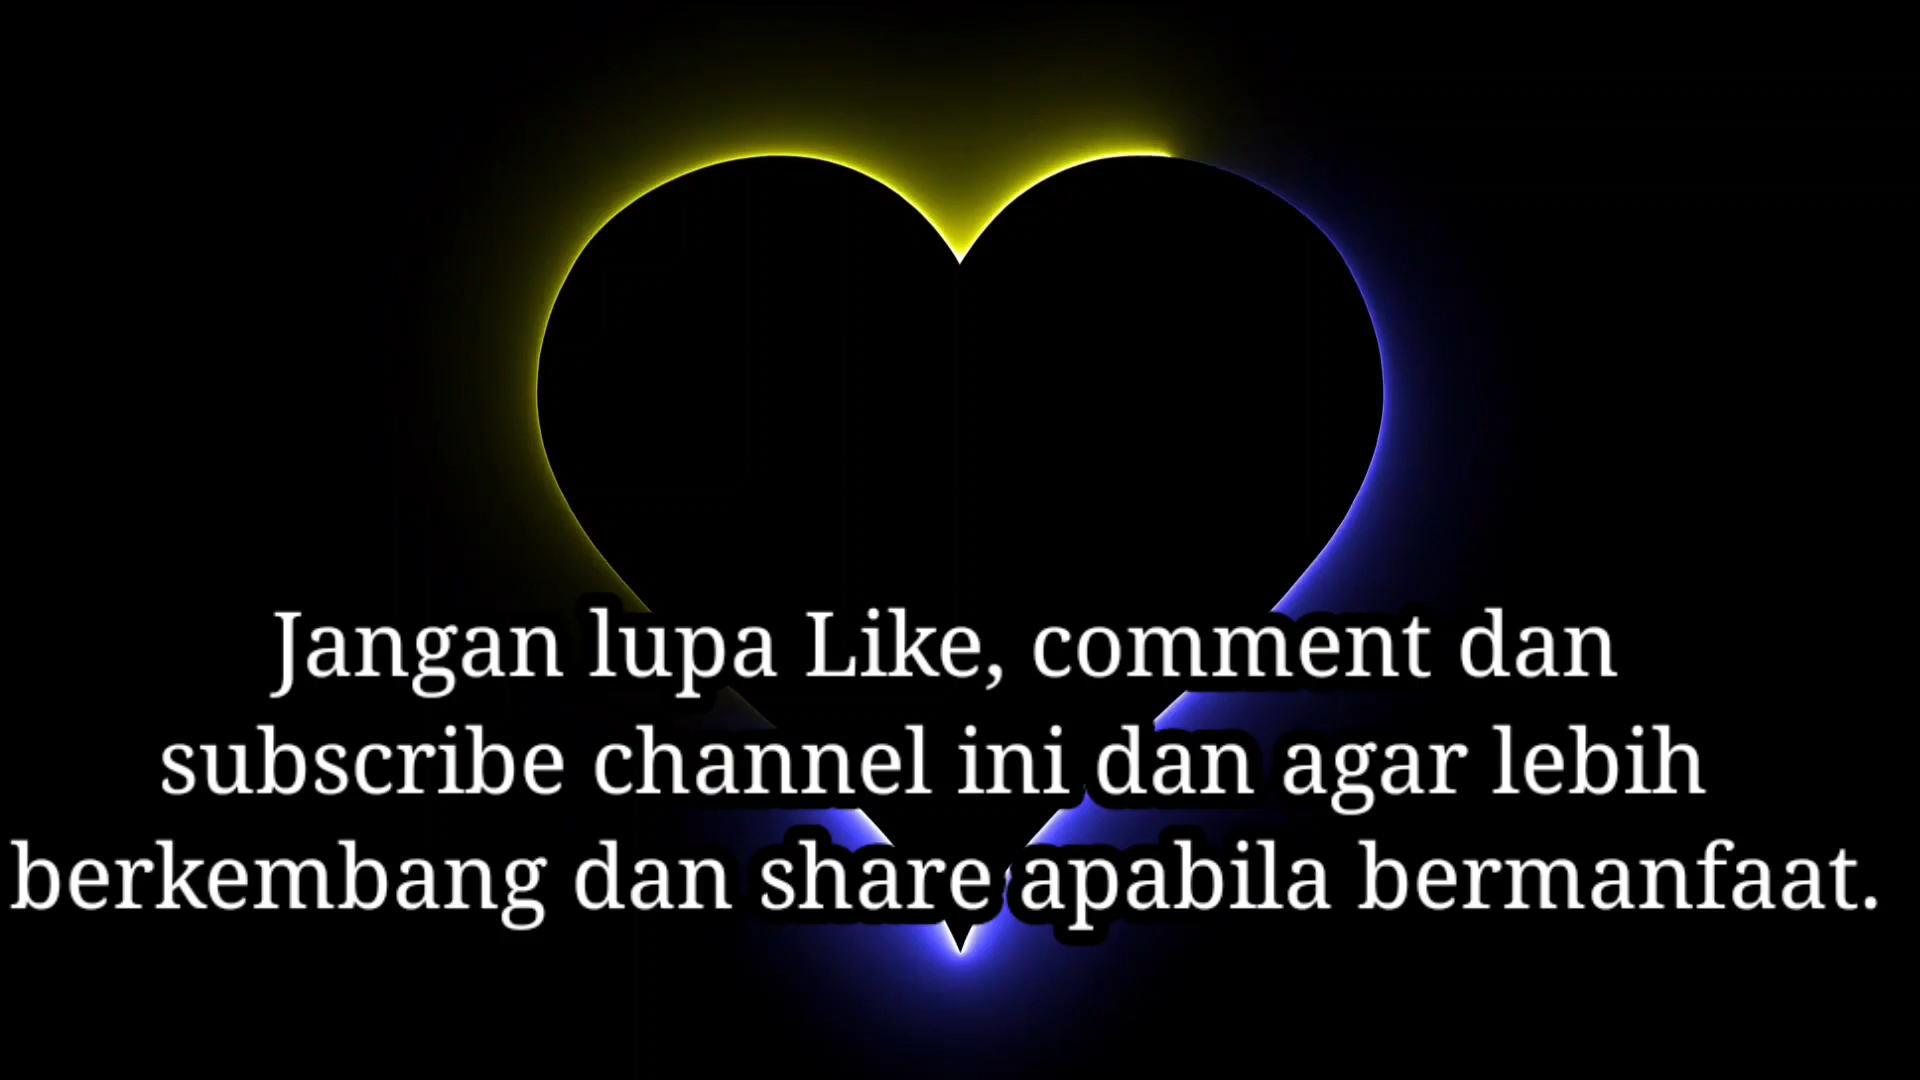 Jangan lupa Like, comment dan
subscribe channel ini dan agar lebih
berkembang dan share apabila bermanfaat.